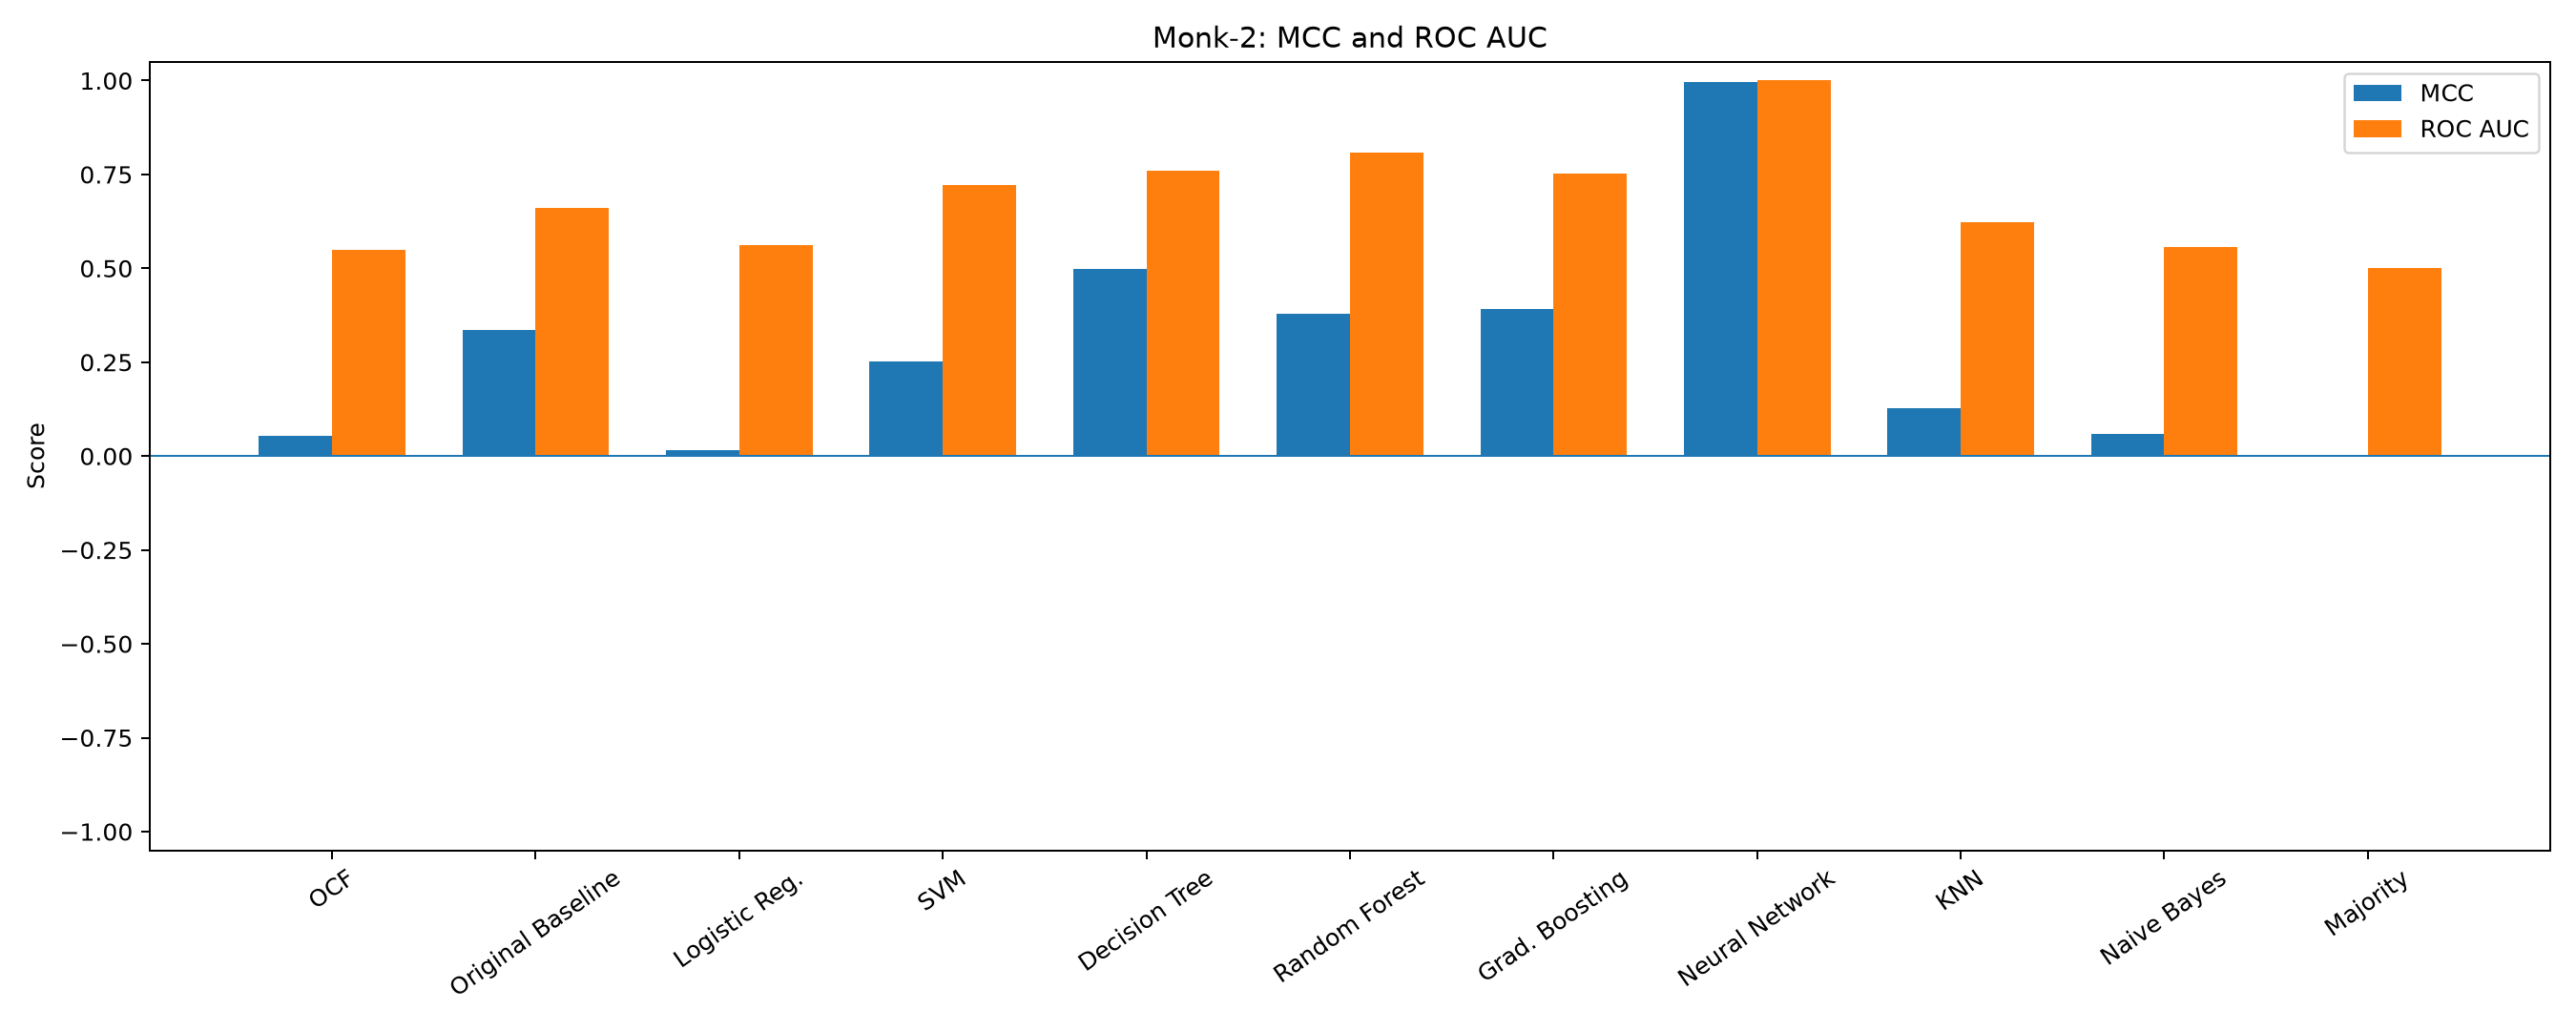 Monk-2: MCC and ROC AUC
MCC
ROC AUC
Score
1.00
0.75
0.50
0.25
0.00
−0.25
−0.50
−0.75
−1.00
OCF
Original Baseline
Logistic Reg.
SVM
Decision Tree
Random Forest
Grad. Boosting
Neural Network
KNN
Naive Bayes
Majority